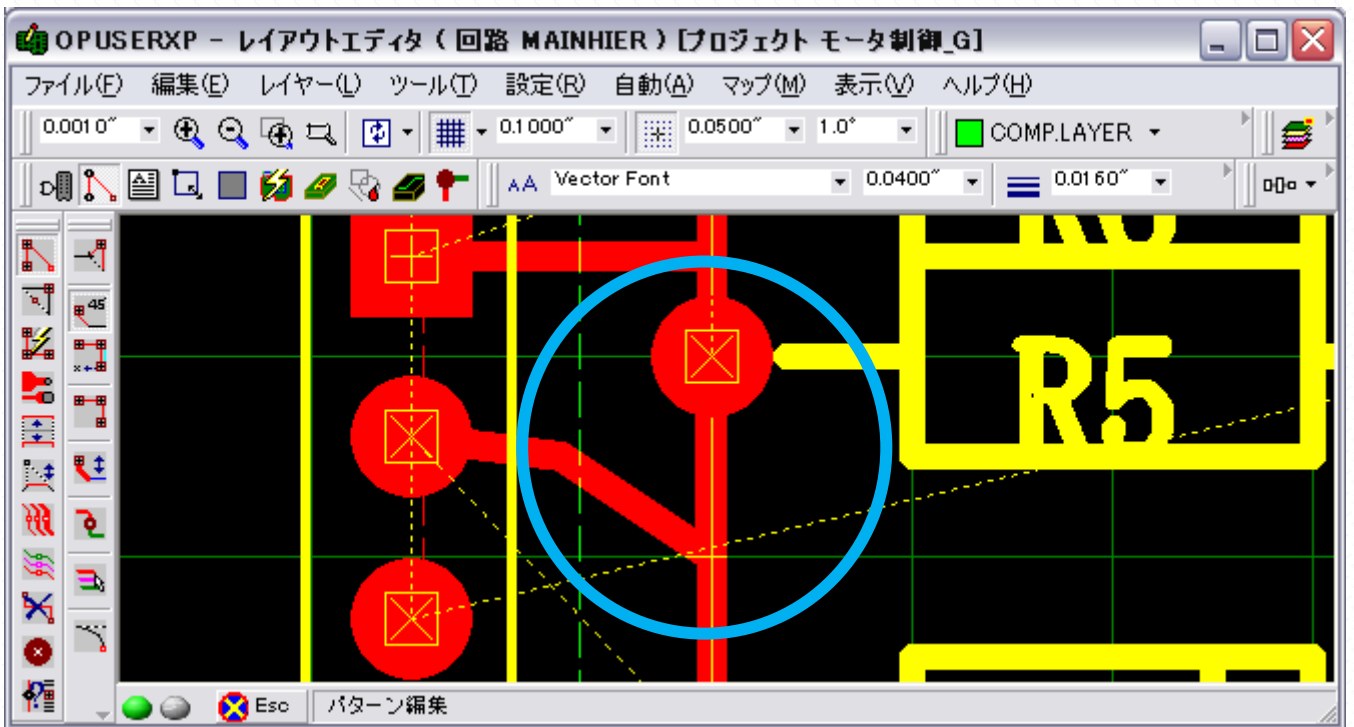 OPUSERXP - レイアウトエディタ ( 回路 MAINHIER ) [プロジェクト モータ制御_G]
ファイル(F) 編集(E) レイヤー(L) ツール(T) 設定(R) 自動(A) マップ(M) 表示(V) ヘルプ(H)
0.0010" 0.1000" 0.0500" 1.0° COMP.LAYER
AA Vector Font 0.0400" 0.0160"
45
R5
Esc パターン編集